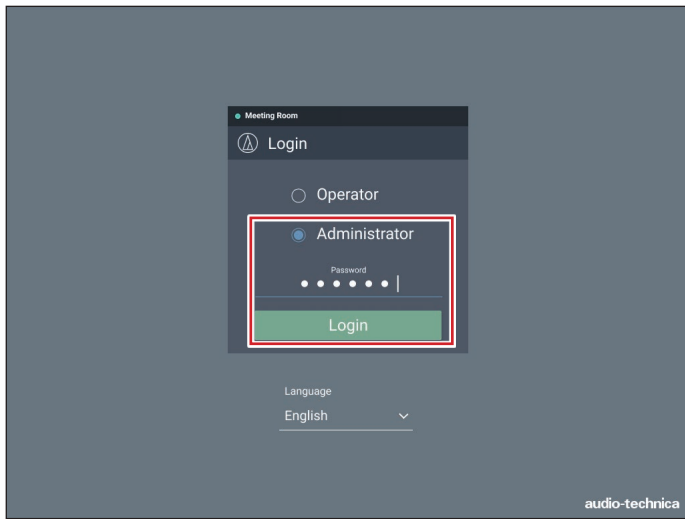 Meeting Room
Login
Operator
Administrator
Password
Login
Language
English
audio-technica